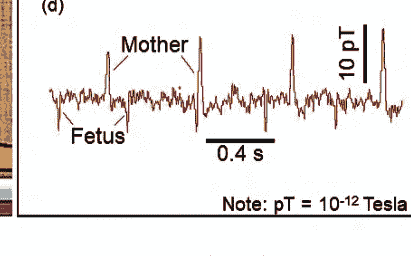 (d)
Mother
10 pT
Fetus
0.4 s
Note: pT = 10⁻¹² Tesla